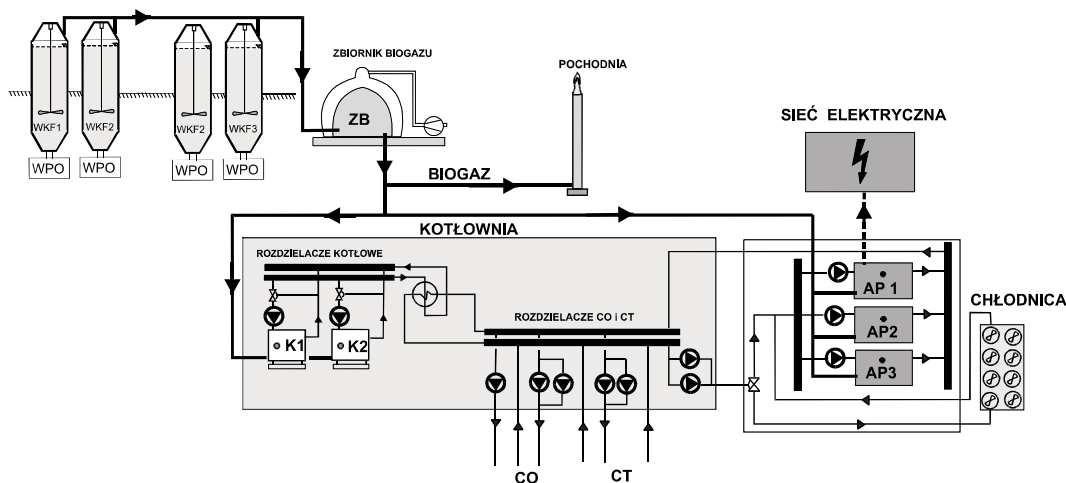 ZBIORNIK BIOGAZU
POCHODNIA
SIEĆ ELEKTRYCZNA
WKF1
WKF2
WKF2
WKF3
ZB
WPO
WPO
WPO
WPO
BIOGAZ
KOTŁOWNIA
ROZDZIELACZE KOTŁOWE
AP 1
CHŁODNICA
ROZDZIELACZE CO i CT
AP2
K1
K2
AP3
CO
CT